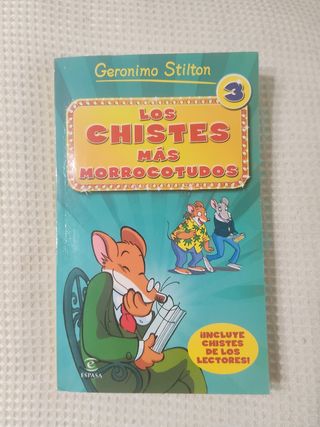 Geronimo Stilton
3
LOS
CHISTES
MÁS
MORROCOTUDOS
¡INCLUYE
CHISTES
DE LOS
LECTORES!
e
ESPASA